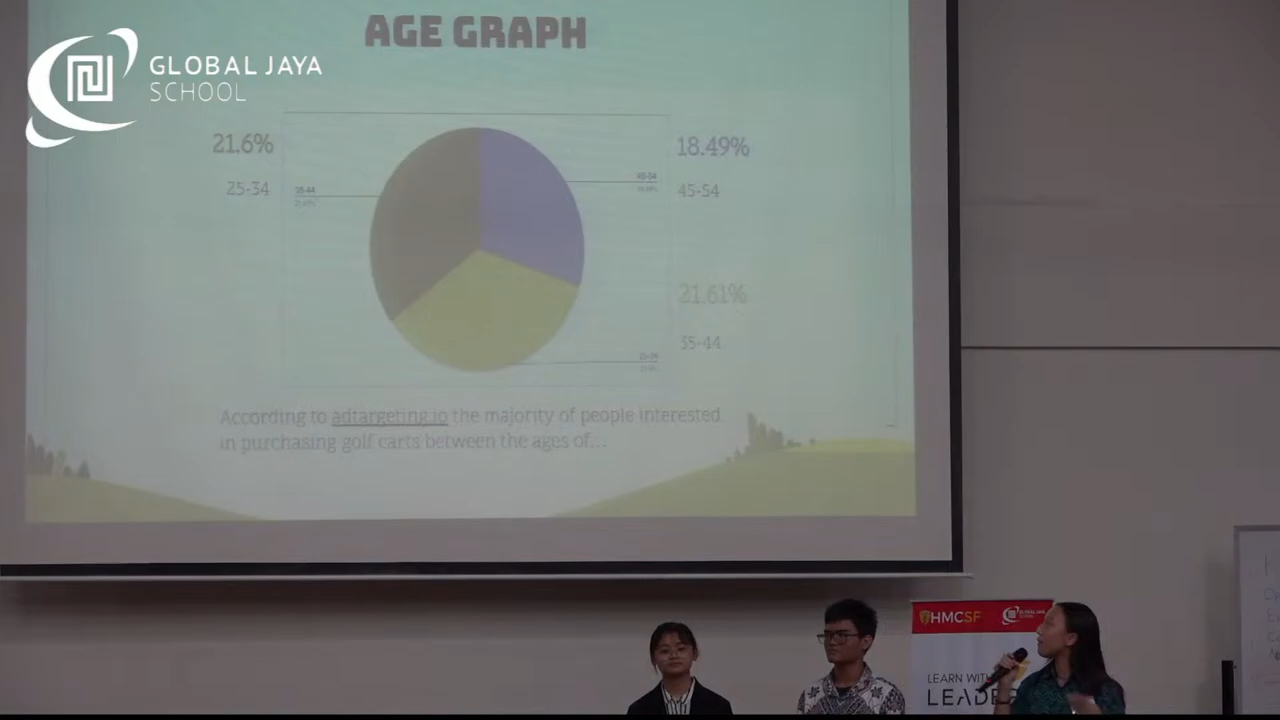 AGE GRAPH
GLOBAL JAYA
SCHOOL
21.6%
25-34
18.49%
45-54
21.61%
35-44
According to adtargeting.io the majority of people interested
in purchasing golf carts between the ages of...
HMCSF
LEARN WITH
LEADE